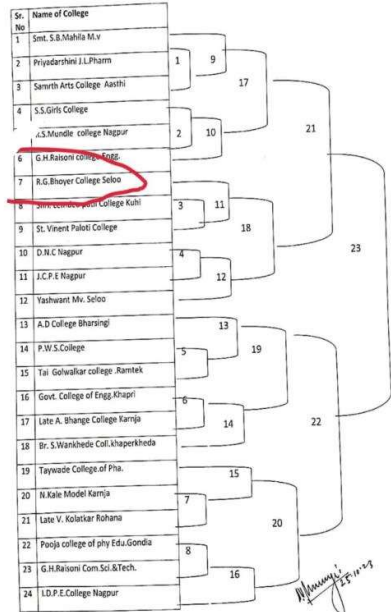 Sr. No Name of College
1 Smt. S.B.Mahila M.v
2 Priyadarshini J.L.Pharm
3 Samrth Arts College Aasthi
4 S.S.Girls College
.S.Mundle college Nagpur
6 G.H.Raisoni college Engg.
7 R.G.Bhoyer College Seloo
8 College Kuhi
9 St. Vinent Paloti College
10 D.N.C Nagpur
11 J.C.P.E Nagpur
12 Yashwant Mv. Seloo
13 A.D College Bharsingi
14 P.W.S.College
15 Tai Golwalkar college .Ramtek
16 Govt. College of Engg.Khapri
17 Late A. Bhange College Karnja
18 Br. S.Wankhede Coll.khaperkheda
19 Taywade College.of Pha.
20 N.Kale Model Karnja
21 Late V. Kolatkar Rohana
22 Pooja college of phy Edu.Gondia
23 G.H.Raisoni Com.Sci.&Tech.
24 I.D.P.E.College Nagpur
1
2
3
4
5
6
7
8
9
10
11
12
13
14
15
16
17
18
19
20
21
22
23
25.10.23